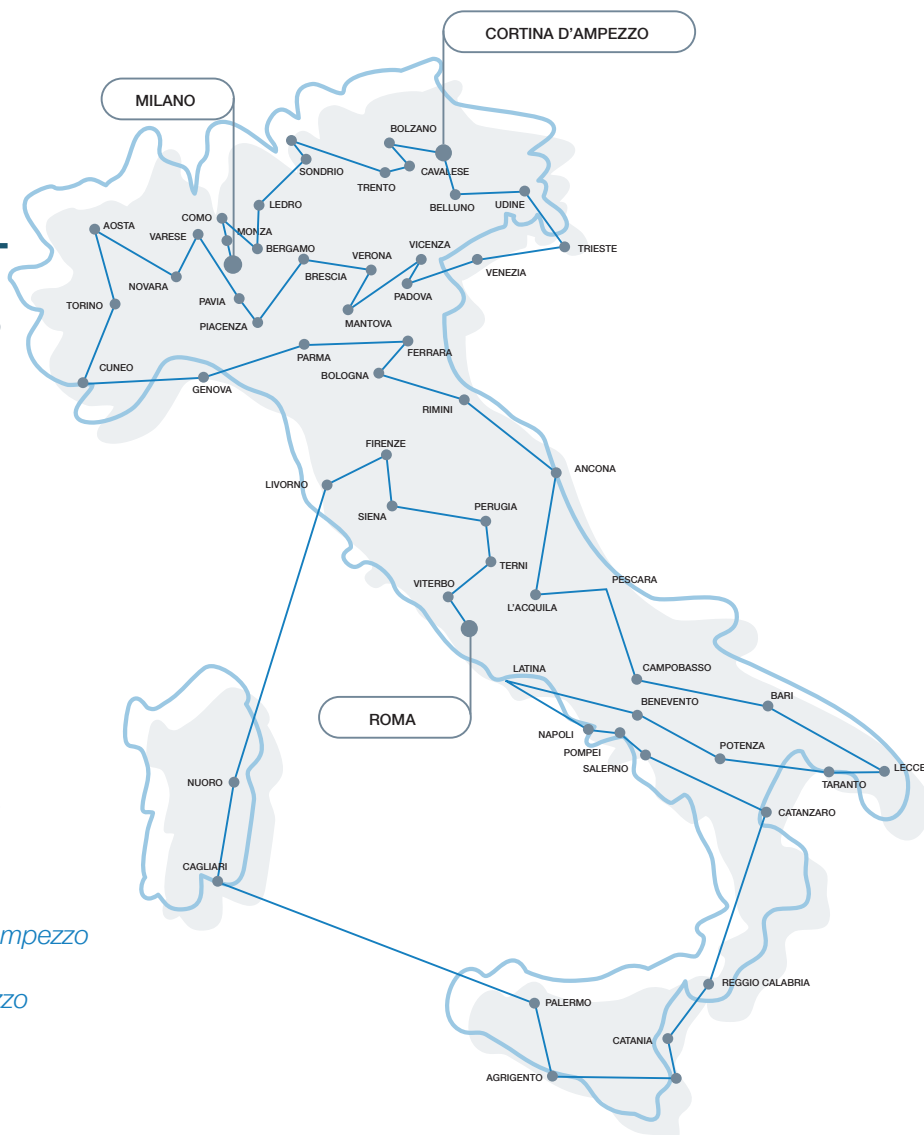 CORTINA D'AMPEZZO
MILANO
BOLZANO
SONDRIO
CAVALESE
TRENTO
BELLUNO
UDINE
LEDRO
COMO
MONZA
AOSTA
VARESE
BERGAMO
VERONA
VICENZA
TRIESTE
BRESCIA
VENEZIA
NOVARA
PAVIA
PADOVA
TORINO
PIACENZA
MANTOVA
PARMA
FERRARA
CUNEO
BOLOGNA
GENOVA
RIMINI
FIRENZE
ANCONA
LIVORNO
SIENA
PERUGIA
TERNI
VITERBO
PESCARA
L'ACQUILA
LATINA
CAMPOBASSO
BARI
BENEVENTO
ROMA
NAPOLI
POMPEI
POTENZA
SALERNO
LECCE
TARANTO
NUORO
CATANZARO
CAGLIARI
mpezzo
REGGIO CALABRIA
zzo
PALERMO
CATANIA
AGRIGENTO